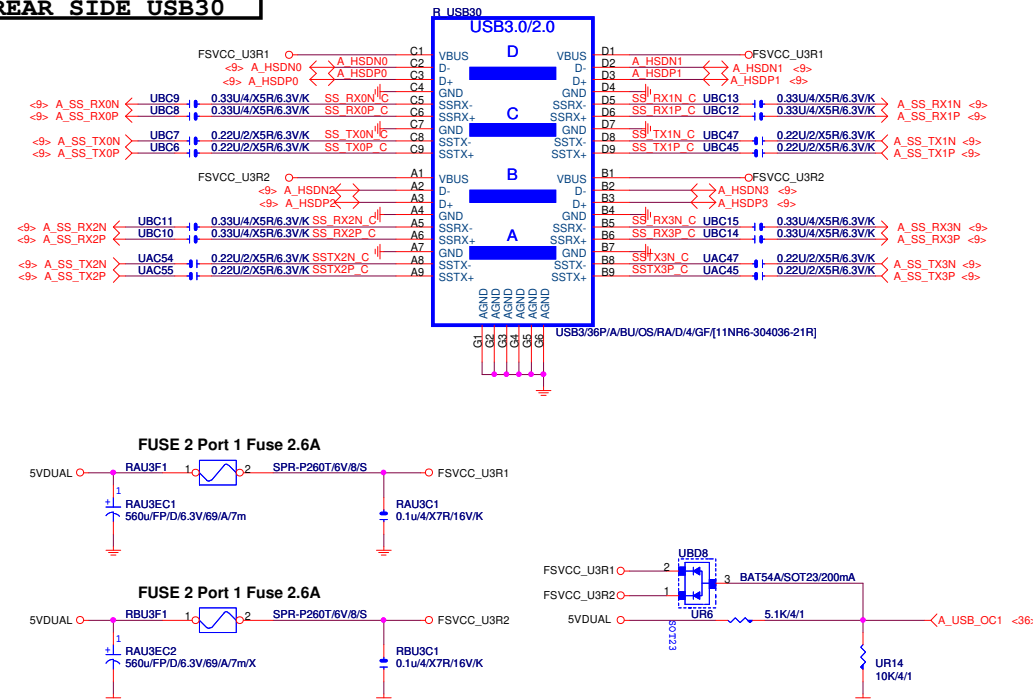 REAR SIDE USB30
R_USB30
USB3.0/2.0
FSVCC_U3R1 C1 VBUS D VBUS D1 FSVCC_U3R1
<9> A_HSDN0 A_HSDN0 C2 D- D- D2 A_HSDN1 A_HSDN1 <9>
<9> A_HSDP0 A_HSDP0 C3 D+ D+ D3 A_HSDP1 A_HSDP1 <9>
C4 GND GND D4
<9> A_SS_RX0N UBC9 0.33U/4/X5R/6.3V/K SS_RX0N_C C5 SSRX- SSRX- D5 SS_RX1N_C UBC13 0.33U/4/X5R/6.3V/K A_SS_RX1N <9>
<9> A_SS_RX0P UBC8 0.33U/4/X5R/6.3V/K SS_RX0P_C C6 SSRX+ C SSRX+ D6 SS_RX1P_C UBC12 0.33U/4/X5R/6.3V/K A_SS_RX1P <9>
C7 GND GND D7
<9> A_SS_TX0N UBC7 0.22U/2/X5R/6.3V/K SS_TX0N_C C8 SSTX- SSTX- D8 SS_TX1N_C UBC47 0.22U/2/X5R/6.3V/K A_SS_TX1N <9>
<9> A_SS_TX0P UBC6 0.22U/2/X5R/6.3V/K SS_TX0P_C C9 SSTX+ SSTX+ D9 SS_TX1P_C UBC45 0.22U/2/X5R/6.3V/K A_SS_TX1P <9>
FSVCC_U3R2 A1 VBUS B VBUS B1 FSVCC_U3R2
<9> A_HSDN2 A2 D- D- B2 A_HSDN3 <9>
<9> A_HSDP2 A3 D+ D+ B3 A_HSDP3 <9>
A4 GND GND B4
<9> A_SS_RX2N UBC11 0.33U/4/X5R/6.3V/K SS_RX2N_C A5 SSRX- SSRX- B5 SS_RX3N_C UBC15 0.33U/4/X5R/6.3V/K A_SS_RX3N <9>
<9> A_SS_RX2P UBC10 0.33U/4/X5R/6.3V/K SS_RX2P_C A6 SSRX+ A SSRX+ B6 SS_RX3P_C UBC14 0.33U/4/X5R/6.3V/K A_SS_RX3P <9>
A7 GND GND B7
<9> A_SS_TX2N UAC54 0.22U/2/X5R/6.3V/K SSTX2N_C A8 SSTX- SSTX- B8 SSTX3N_C UAC47 0.22U/2/X5R/6.3V/K A_SS_TX3N <9>
<9> A_SS_TX2P UAC55 0.22U/2/X5R/6.3V/K SSTX2P_C A9 SSTX+ SSTX+ B9 SSTX3P_C UAC45 0.22U/2/X5R/6.3V/K A_SS_TX3P <9>
AGND AGND AGND AGND AGND AGND
USB3/36P/A/BU/OS/RA/D/4/GF/[11NR6-304036-21R]
G1 G2 G3 G4 G5 G6
FUSE 2 Port 1 Fuse 2.6A
5VDUAL RAU3F1 1 2 SPR-P260T/6V/8/S FSVCC_U3R1
1
+ RAU3EC1
560u/FP/D/6.3V/69/A/7m
RAU3C1
0.1u/4/X7R/16V/K
FUSE 2 Port 1 Fuse 2.6A
5VDUAL RBU3F1 1 2 SPR-P260T/6V/8/S FSVCC_U3R2
1
+ RAU3EC2
560u/FP/D/6.3V/69/A/7m/X
RBU3C1
0.1u/4/X7R/16V/K
UBD8
FSVCC_U3R1 2
3 BAT54A/SOT23/200mA
FSVCC_U3R2 1
5VDUAL UR6 5.1K/4/1 A_USB_OC1 <36>
SOT23
UR14
10K/4/1